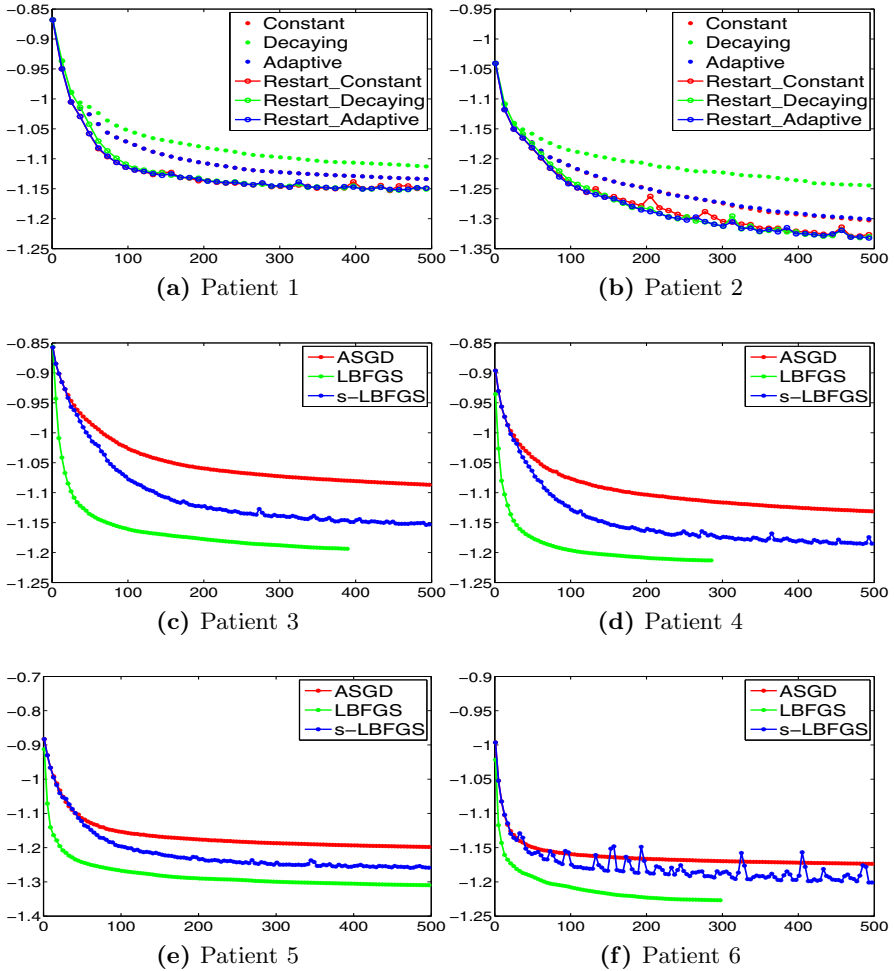 -0.85
-0.9
-0.95
-1
-1.05
-1.1
-1.15
-1.2
-1.25
0 100 200 300 400 500
Constant
Decaying
Adaptive
Restart_Constant
Restart_Decaying
Restart_Adaptive
(a) Patient 1
-0.95
-1
-1.05
-1.1
-1.15
-1.2
-1.25
-1.3
-1.35
0 100 200 300 400 500
Constant
Decaying
Adaptive
Restart_Constant
Restart_Decaying
Restart_Adaptive
(b) Patient 2
-0.85
-0.9
-0.95
-1
-1.05
-1.1
-1.15
-1.2
-1.25
0 100 200 300 400 500
ASGD
LBFGS
s-LBFGS
(c) Patient 3
-0.85
-0.9
-0.95
-1
-1.05
-1.1
-1.15
-1.2
-1.25
0 100 200 300 400 500
ASGD
LBFGS
s-LBFGS
(d) Patient 4
-0.7
-0.8
-0.9
-1
-1.1
-1.2
-1.3
-1.4
0 100 200 300 400 500
ASGD
LBFGS
s-LBFGS
(e) Patient 5
-0.9
-0.95
-1
-1.05
-1.1
-1.15
-1.2
-1.25
0 100 200 300 400 500
ASGD
LBFGS
s-LBFGS
(f) Patient 6